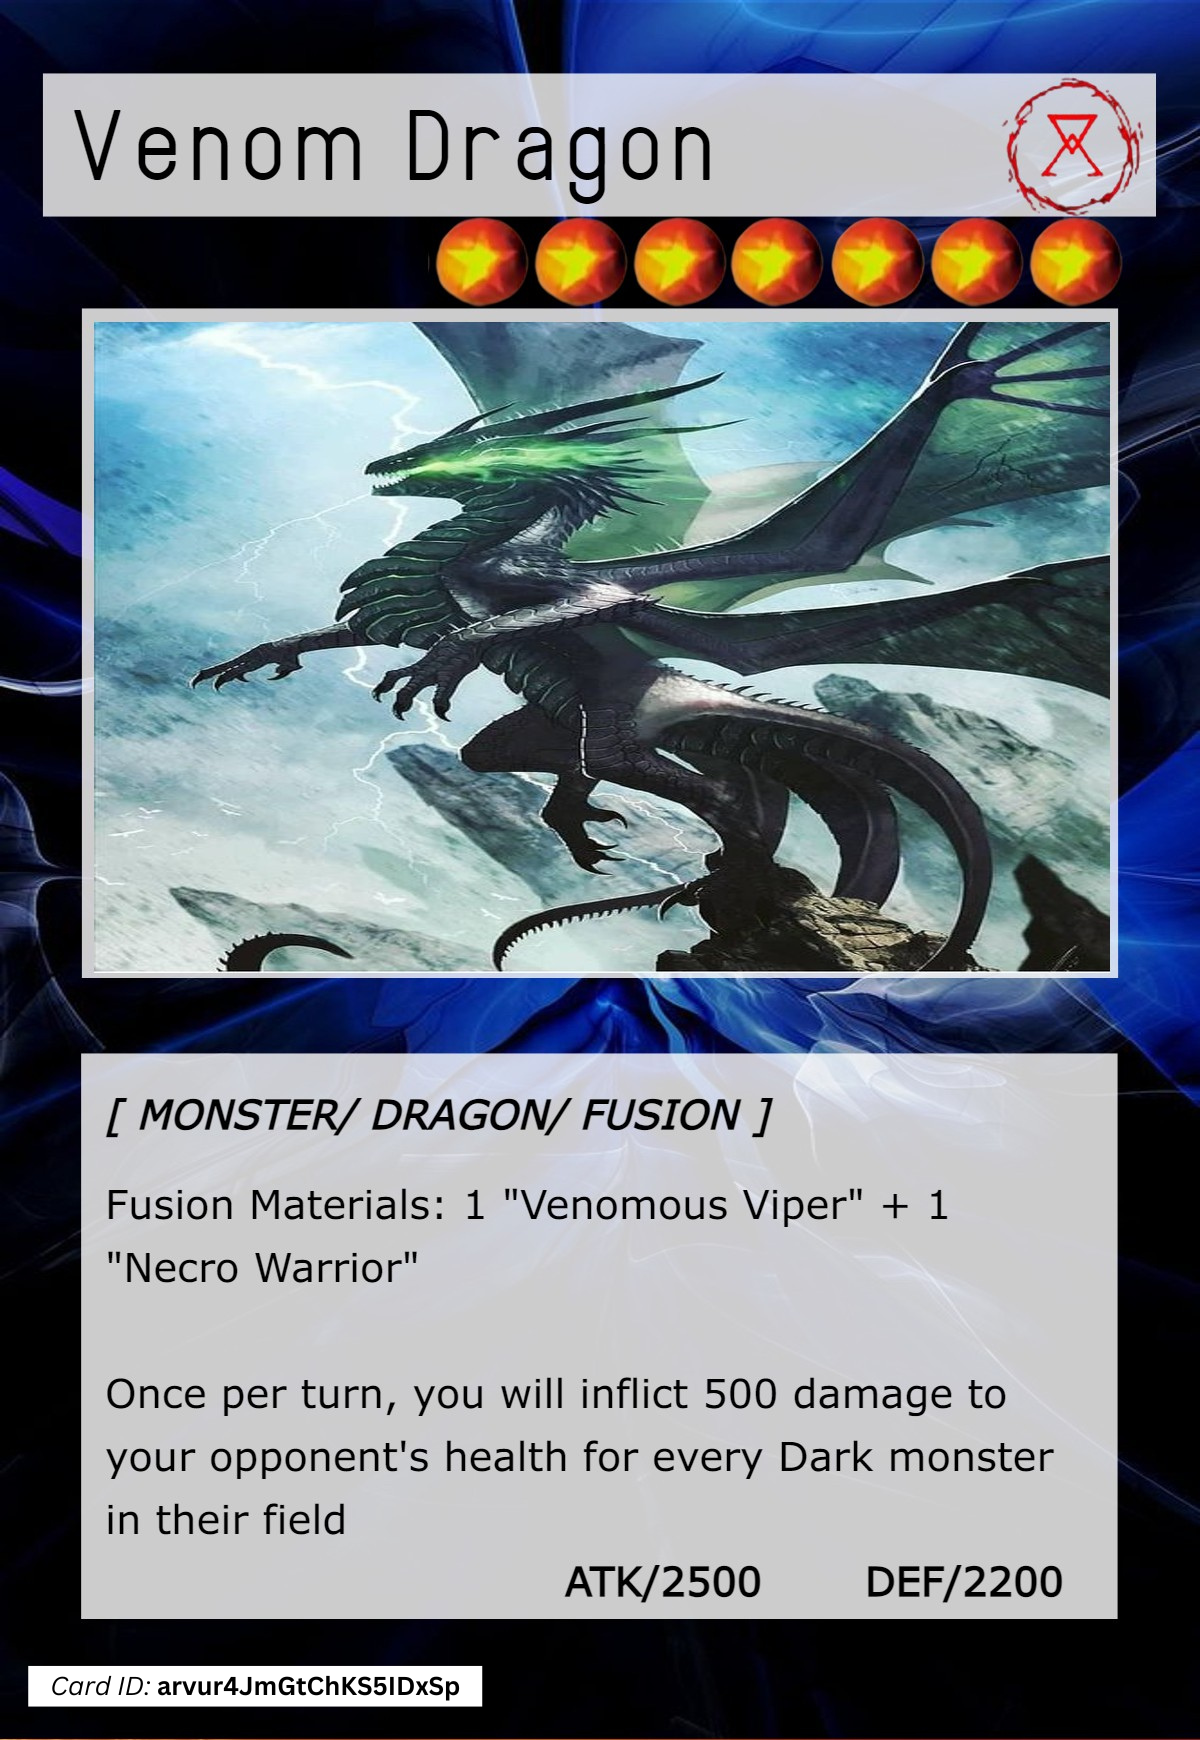 Venom Dragon
[ MONSTER/ DRAGON/ FUSION ]
Fusion Materials: 1 "Venomous Viper" + 1
"Necro Warrior"
Once per turn, you will inflict 500 damage to
your opponent's health for every Dark monster
in their field
ATK/2500 DEF/2200
Card ID: arvur4JmGtChKS5IDxSp